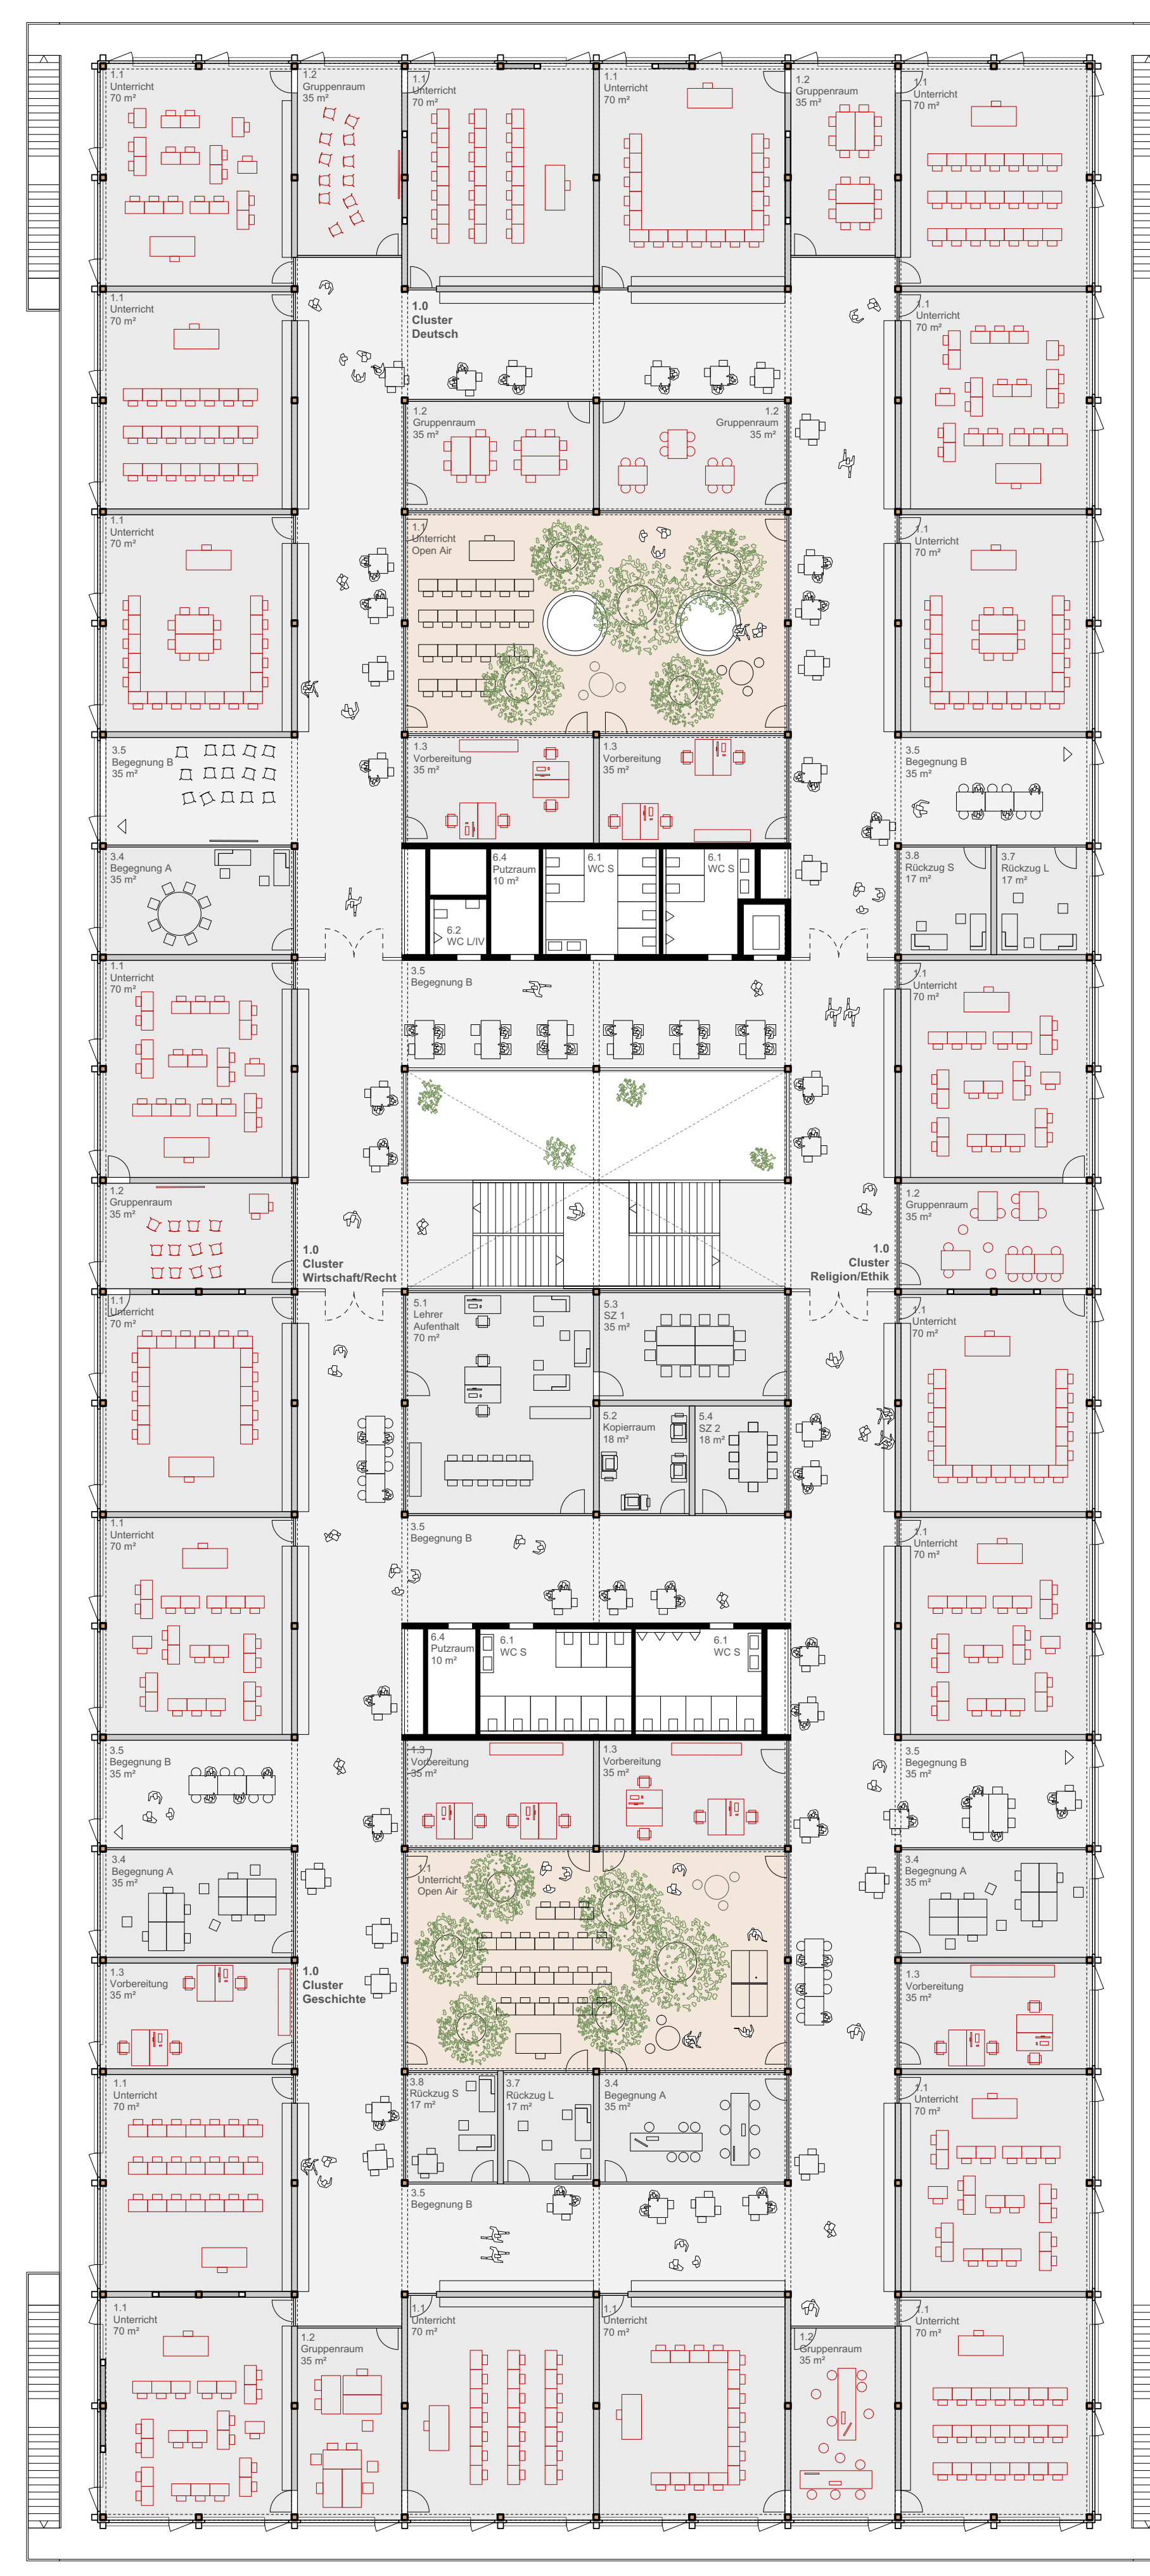 1.1
Unterricht
70 m²
1.2
Gruppenraum
35 m²
1.1
Unterricht
70 m²
1.1
Unterricht
70 m²
1.2
Gruppenraum
35 m²
1.1
Unterricht
70 m²
1.1
Unterricht
70 m²
1.0
Cluster
Deutsch
1.1
Unterricht
70 m²
1.2
Gruppenraum
35 m²
1.2
Gruppenraum
35 m²
1.1
Unterricht
70 m²
1.1
Unterricht
Open Air
1.1
Unterricht
70 m²
3.5
Begegnung B
35 m²
1.3
Vorbereitung
35 m²
1.3
Vorbereitung
35 m²
3.5
Begegnung B
35 m²
3.4
Begegnung A
35 m²
6.4
Putzraum
10 m²
6.1
WC S
6.1
WC S
6.2
WC L/IV
3.8
Rückzug S
17 m²
3.7
Rückzug L
17 m²
1.1
Unterricht
70 m²
3.5
Begegnung B
1.1
Unterricht
70 m²
1.2
Gruppenraum
35 m²
1.2
Gruppenraum
35 m²
1.0
Cluster
Wirtschaft/Recht
1.0
Cluster
Religion/Ethik
1.1
Unterricht
70 m²
5.1
Lehrer
Aufenthalt
70 m²
5.3
SZ 1
35 m²
1.1
Unterricht
70 m²
5.2
Kopierraum
18 m²
5.4
SZ 2
18 m²
1.1
Unterricht
70 m²
3.5
Begegnung B
1.1
Unterricht
70 m²
6.4
Putzraum
10 m²
6.1
WC S
6.1
WC S
3.5
Begegnung B
35 m²
1.3
Vorbereitung
35 m²
1.3
Vorbereitung
35 m²
3.5
Begegnung B
35 m²
3.4
Begegnung A
35 m²
1.1
Unterricht
Open Air
3.4
Begegnung A
35 m²
1.3
Vorbereitung
35 m²
1.0
Cluster
Geschichte
1.3
Vorbereitung
35 m²
1.1
Unterricht
70 m²
3.8
Rückzug S
17 m²
3.7
Rückzug L
17 m²
3.4
Begegnung A
35 m²
1.1
Unterricht
70 m²
3.5
Begegnung B
1.1
Unterricht
70 m²
1.2
Gruppenraum
35 m²
1.1
Unterricht
70 m²
1.1
Unterricht
70 m²
1.2
Gruppenraum
35 m²
1.1
Unterricht
70 m²